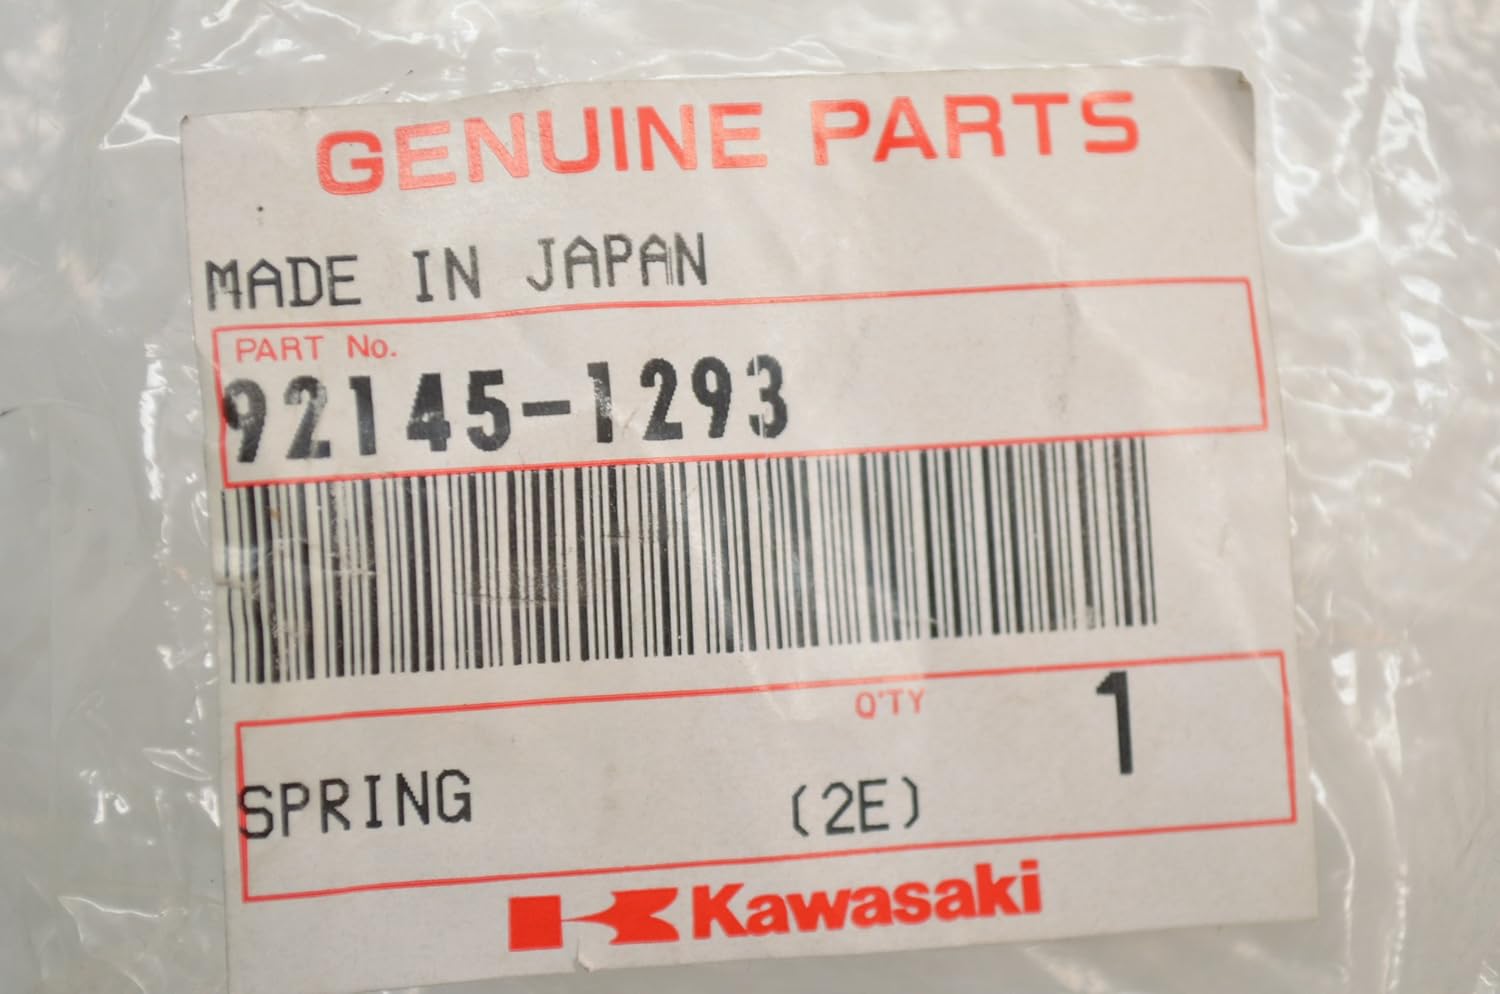 GENUINE PARTS
MADE IN JAPAN
PART No.
92145-1293
Q'TY 1
SPRING (2E)
Kawasaki